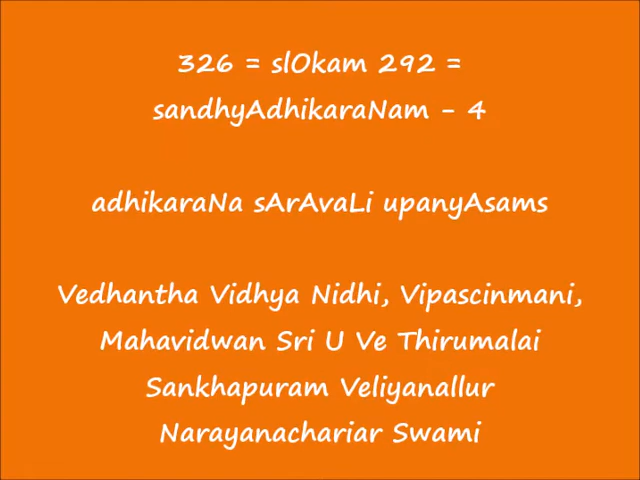 326 = slOkam 292 =
sandhyAdhikaraNam - 4
adhikaraNa sArAvaLi upanyAsams
Vedhantha Vidhya Nidhi, Vipascinmani,
Mahavidwan Sri U Ve Thirumalai
Sankhapuram Veliyanallur
Narayanachariar Swami